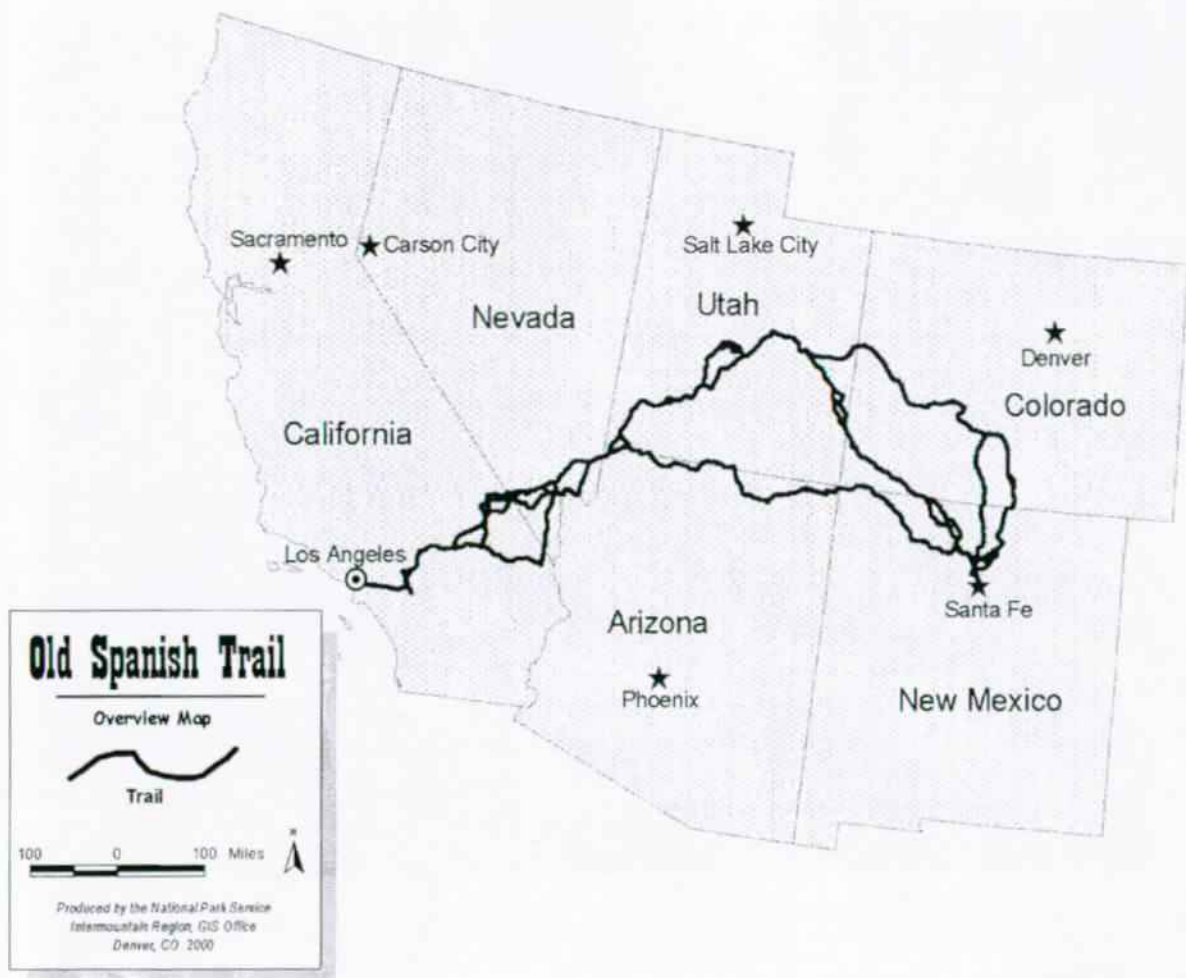 Sacramento
Carson City
Salt Lake City
Nevada
Utah
Denver
California
Colorado
Los Angeles
Santa Fe
Arizona
Phoenix
New Mexico
Old Spanish Trail
Overview Map
Trail
100 0 100 Miles
N
Produced by the National Park Service
Intermountain Region, GIS Office
Denver, CO 2000